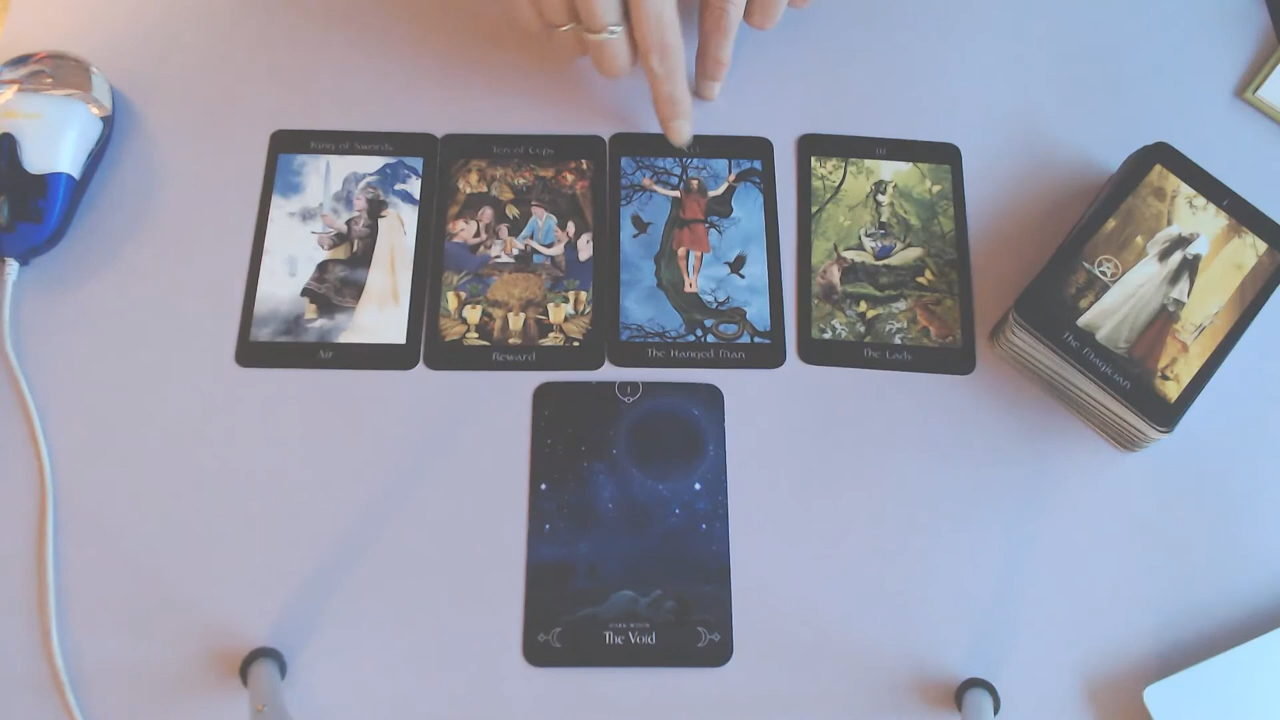 King of Swords
Air
Ten of Cups
Reward
The Hanged Man
III
The Lady
I
The Magician
I
DARK MOON
The Void